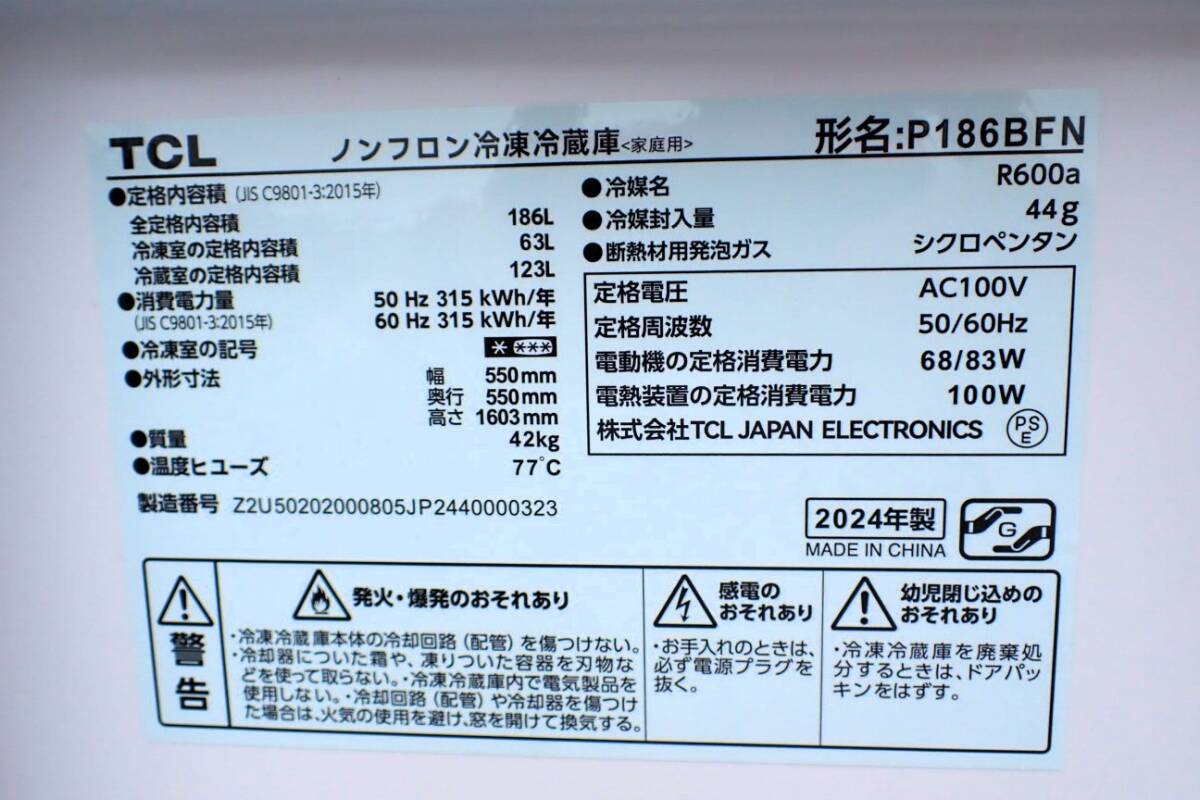 TCL ノンフロン冷凍冷蔵庫<家庭用> 形名:P186BFN
●定格内容積 (JIS C9801-3:2015年)
全定格内容積 186L
冷凍室の定格内容積 63L
冷蔵室の定格内容積 123L
●消費電力量 50 Hz 315 kWh/年
(JIS C9801-3:2015年) 60 Hz 315 kWh/年
●冷凍室の記号 * ***
●外形寸法 幅 550mm
奥行 550mm
高さ 1603mm
●質量 42kg
●温度ヒューズ 77°C
製造番号 Z2U50202000805JP2440000323
●冷媒名 R600a
●冷媒封入量 44g
●断熱材用発泡ガス シクロペンタン
定格電圧 AC100V
定格周波数 50/60Hz
電動機の定格消費電力 68/83W
電熱装置の定格消費電力 100W
株式会社TCL JAPAN ELECTRONICS PSE
2024年製
MADE IN CHINA
G
警告
発火・爆発のおそれあり
・冷凍冷蔵庫本体の冷却回路(配管)を傷つけない。
・冷却器についた霜や、凍りついた容器を刃物な
どを使って取らない。・冷凍冷蔵庫内で電気製品を
使用しない。・冷却回路(配管)や冷却器を傷つけ
た場合は、火気の使用を避け、窓を開けて換気する。
感電の
おそれあり
・お手入れのときは、
必ず電源プラグを
抜く。
幼児閉じ込めの
おそれあり
・冷凍冷蔵庫を廃棄処
分するときは、ドアパッ
キンをはずす。